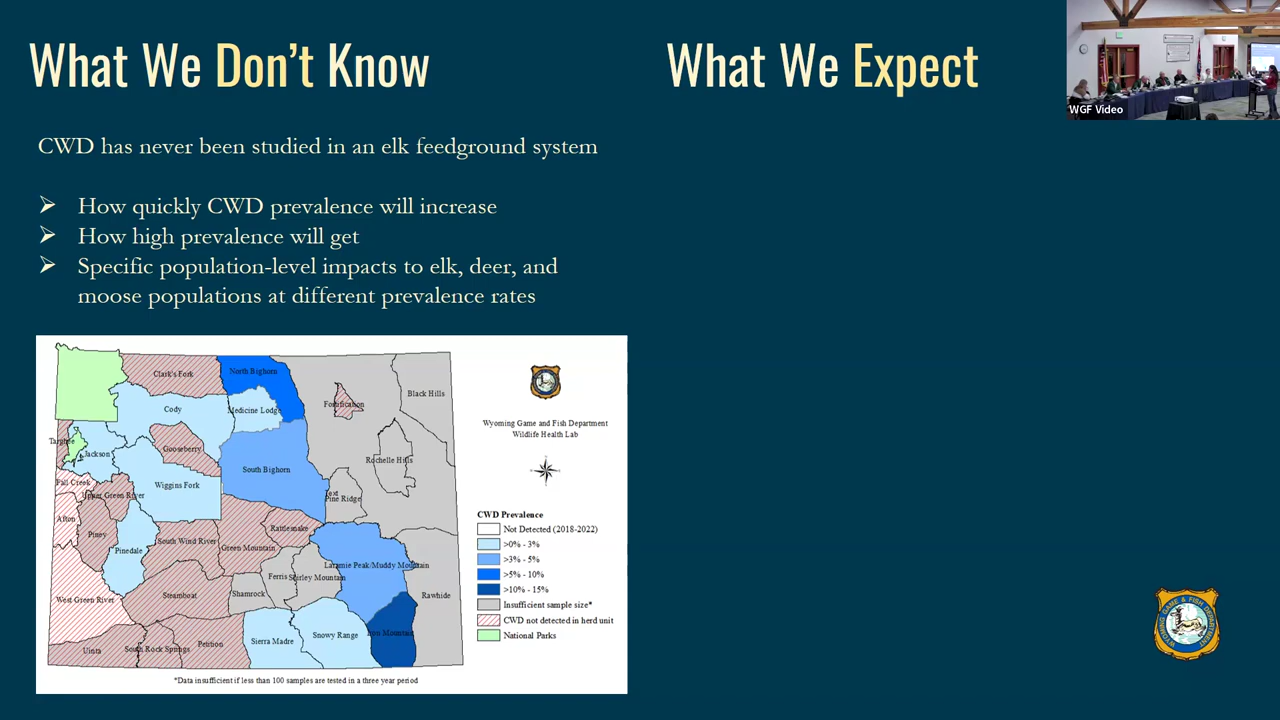 What We Don't Know
What We Expect
WGF Video
CWD has never been studied in an elk feedground system
How quickly CWD prevalence will increase
How high prevalence will get
Specific population-level impacts to elk, deer, and
moose populations at different prevalence rates
Clark's Fork
North Bighorn
Black Hills
Cody
Medicine Lodge
Fortification
Targhee
Jackson
Gooseberry
Rochelle Hills
South Bighorn
Fall Creek
Upper Green River
Wiggins Fork
Pine Ridge
Afton
Piney
Pinedale
South Wind River
Green Mountain
Rattlesnake
Laramie Peak/Muddy Mountain
Ferris
Shirley Mountain
West Green River
Steamboat
Shamrock
Rawhide
Uinta
South Rock Springs
Petition
Sierra Madre
Snowy Range
Iron Mountain
Wyoming Game and Fish Department
Wildlife Health Lab
CWD Prevalence
Not Detected (2018-2022)
>0% - 3%
>3% - 5%
>5% - 10%
>10% - 15%
Insufficient sample size*
CWD not detected in herd unit
National Parks
*Data insufficient if less than 100 samples are tested in a three year period
WYOMING GAME & FISH DEPARTMENT